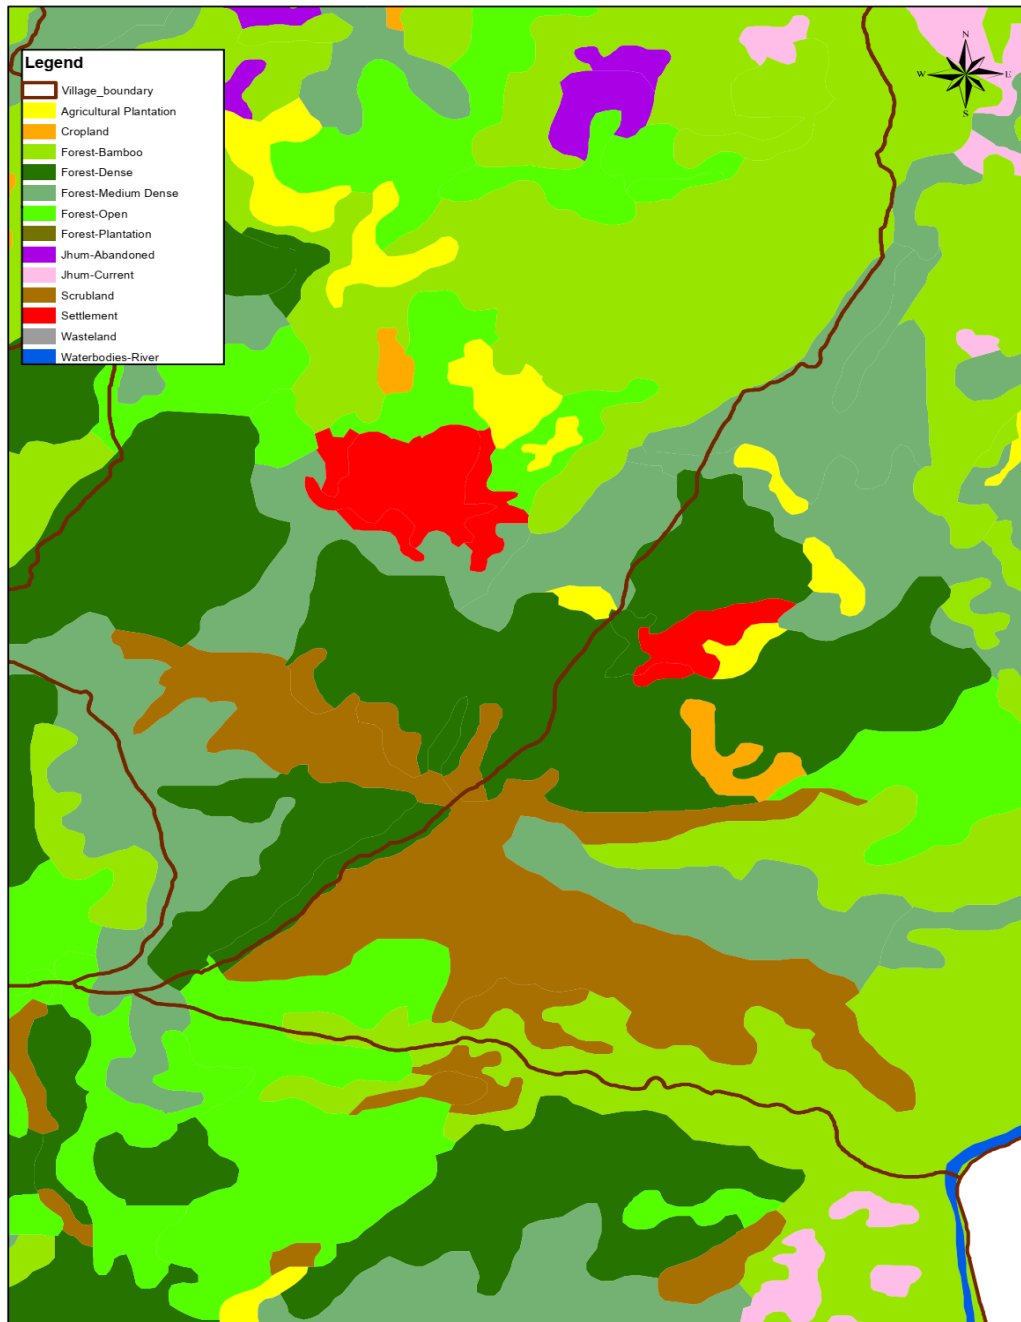 Legend
Village_boundary
Agricultural Plantation
Cropland
Forest-Bamboo
Forest-Dense
Forest-Medium Dense
Forest-Open
Forest-Plantation
Jhum-Abandoned
Jhum-Current
Scrubland
Settlement
Wasteland
Waterbodies-River
N
W E
S